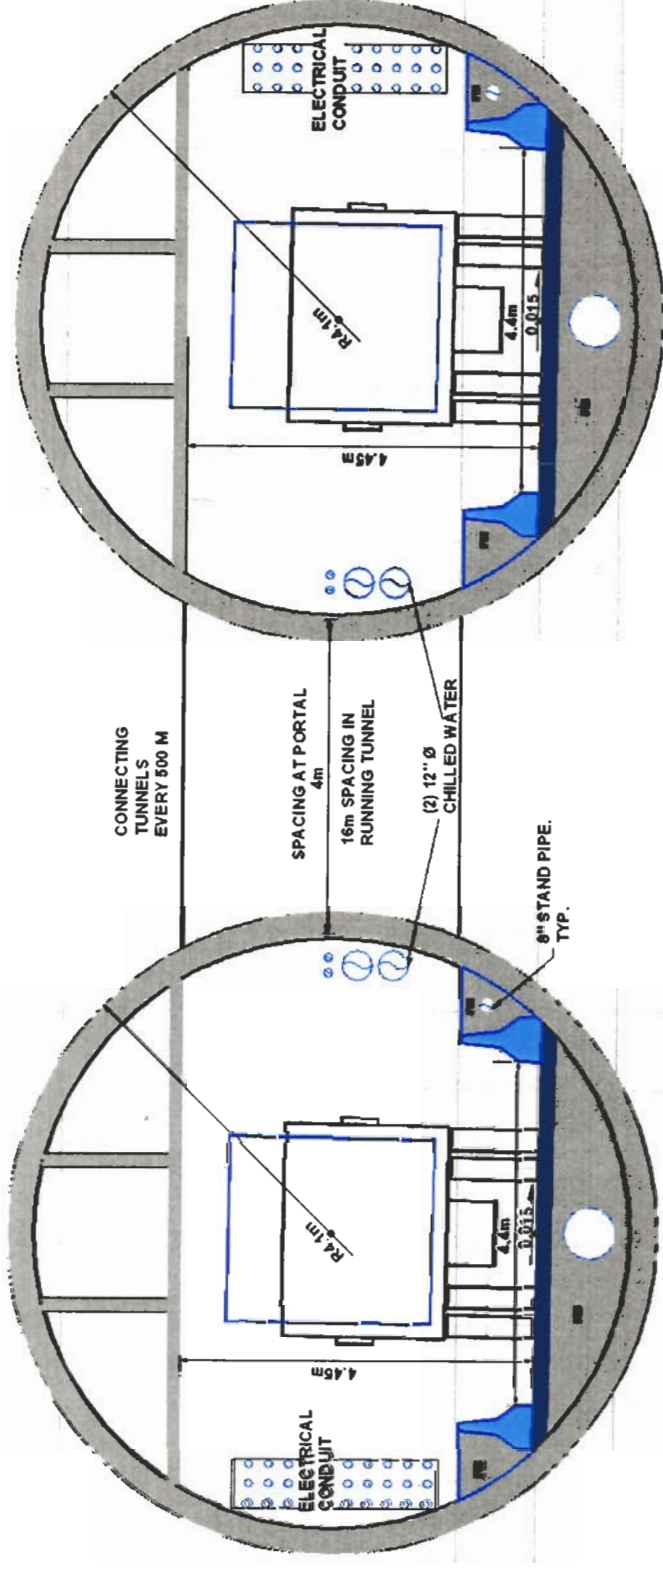 ELECTRICAL
CONDUIT
R4.1m
4.45m
4.4m
0.015
CONNECTING
TUNNELS
EVERY 500 M
SPACING AT PORTAL
4m
16m SPACING IN
RUNNING TUNNEL
(2) 12" Ø
CHILLED WATER
8" STAND PIPE.
TYP.
R4.1m
4.45m
4.4m
0.015
ELECTRICAL
CONDUIT